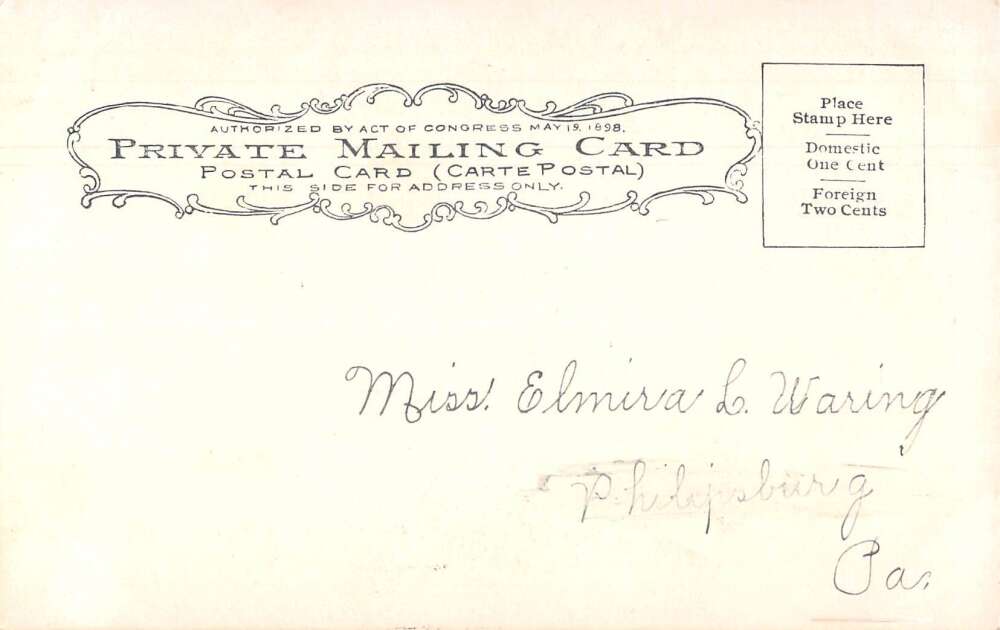 AUTHORIZED BY ACT OF CONGRESS MAY 19, 1898.
PRIVATE MAILING CARD
POSTAL CARD (CARTE POSTAL)
THIS SIDE FOR ADDRESS ONLY.
Place
Stamp Here
Domestic
One Cent
Foreign
Two Cents
Miss. Elmira L. Waring
Philipsburg
Pa.